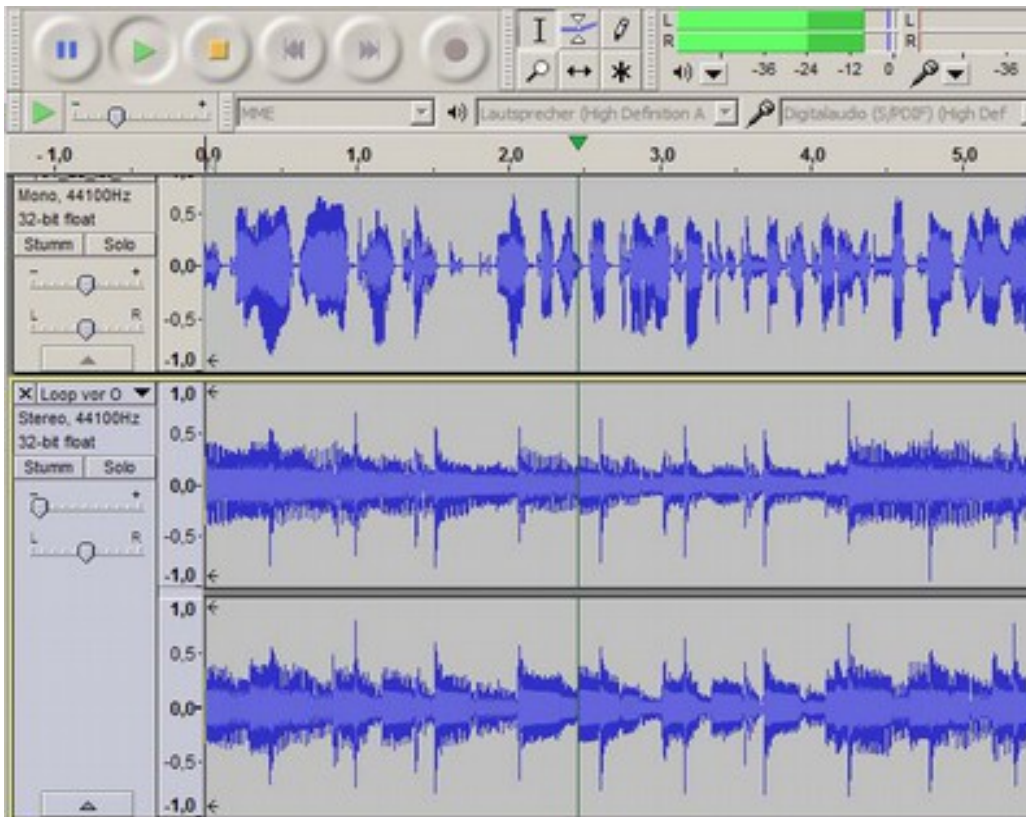 L
R
-36 -24 -12 0
L
R
-36
MME
Lautsprecher (High Definition A
Digitalaudio (S/PDIF) (High Def
- 1,0 0,0 1,0 2,0 3,0 4,0 5,0
Mono, 44100Hz
32-bit float
Stumm Solo
- +
L R
0,5-
0,0-
-0,5-
-1,0
X Loop vor O
Stereo, 44100Hz
32-bit float
Stumm Solo
- +
L R
1,0
0,5-
0,0-
-0,5-
-1,0
1,0
0,5-
0,0-
-0,5-
-1,0